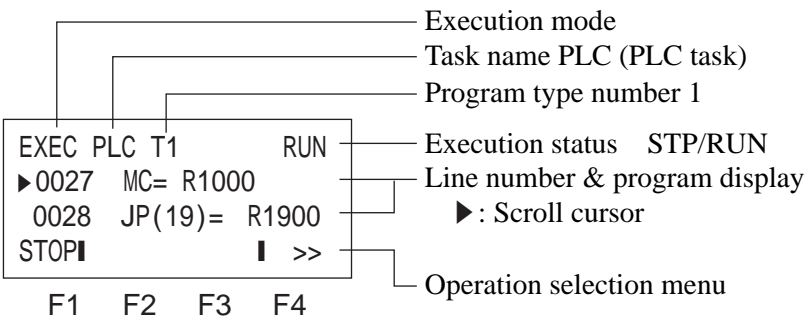 Execution mode
Task name PLC (PLC task)
Program type number 1
EXEC PLC T1 RUN
Execution status STP/RUN
▶0027 MC= R1000
Line number & program display
0028 JP(19)= R1900
▶: Scroll cursor
STOP >>
Operation selection menu
F1 F2 F3 F4